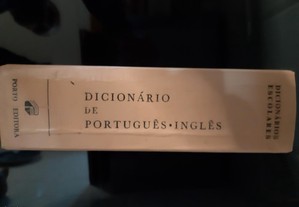 PORTO EDITORA
DICIONÁRIO
DE
PORTUGUÊS • INGLÊS
DICIONÁRIOS
ESCOLARES